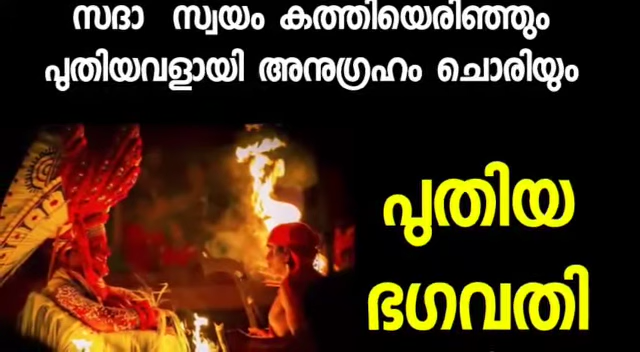 സദാ സ്വയം കത്തിയെരിഞ്ഞും
പുതിയവളായി അനുഗ്രഹം ചൊരിയും
പുതിയ
ഭഗവതി